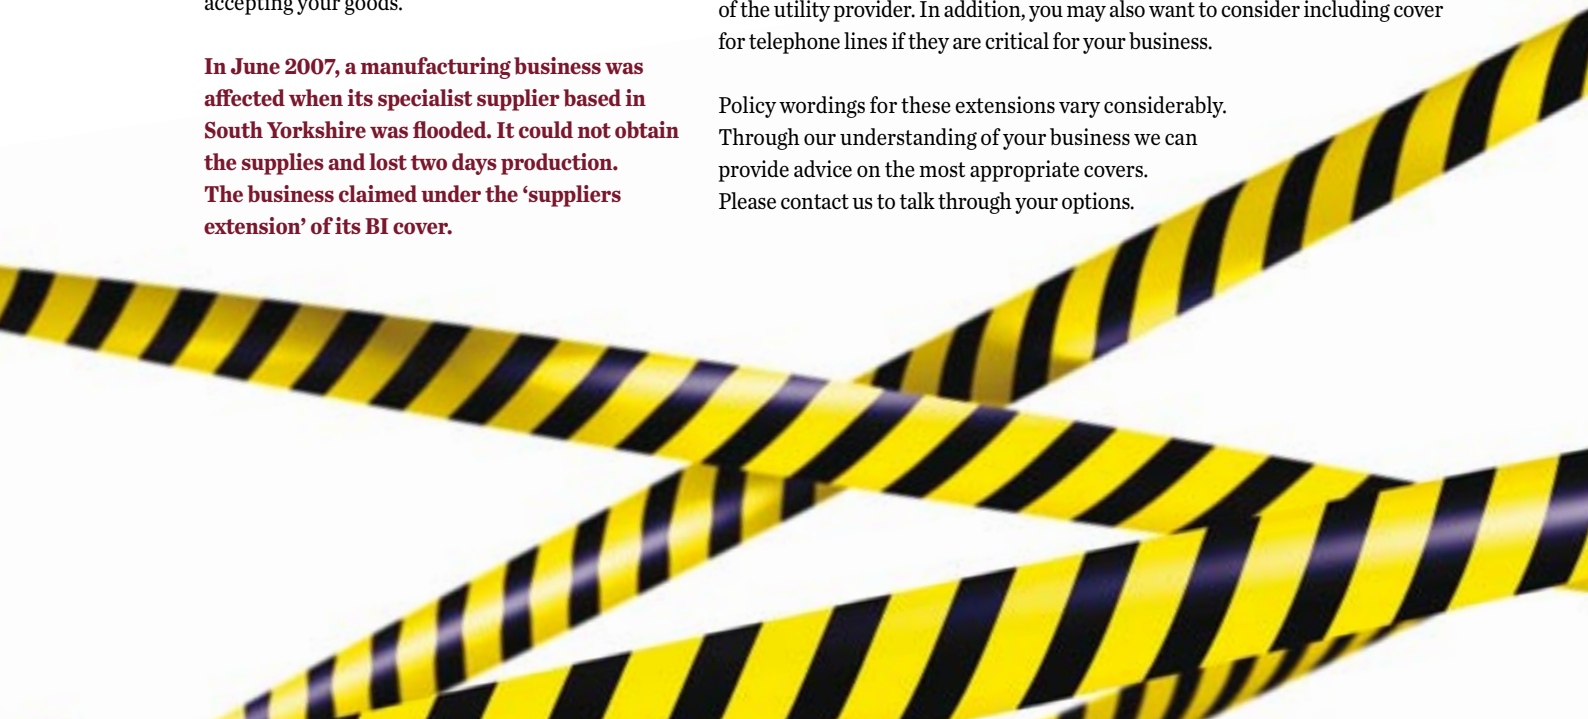 accepting your goods.
In June 2007, a manufacturing business was
affected when its specialist supplier based in
South Yorkshire was flooded. It could not obtain
the supplies and lost two days production.
The business claimed under the ‘suppliers
extension’ of its BI cover.
of the utility provider. In addition, you may also want to consider including cover
for telephone lines if they are critical for your business.
Policy wordings for these extensions vary considerably.
Through our understanding of your business we can
provide advice on the most appropriate covers.
Please contact us to talk through your options.